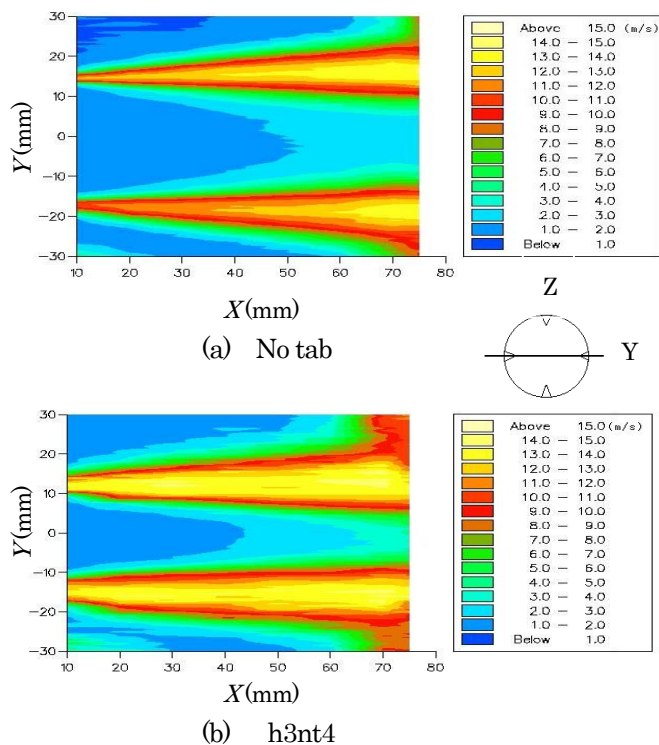 30
20
10
0
-10
-20
-30
Y(mm)
10 20 30 40 50 60 70 80
X(mm)
(a) No tab
Above 15.0 (m/s)
14.0 – 15.0
13.0 – 14.0
12.0 – 13.0
11.0 – 12.0
10.0 – 11.0
9.0 – 10.0
8.0 – 9.0
7.0 – 8.0
6.0 – 7.0
5.0 – 6.0
4.0 – 5.0
3.0 – 4.0
2.0 – 3.0
1.0 – 2.0
Below 1.0
Z
Y
30
20
10
0
-10
-20
-30
Y(mm)
10 20 30 40 50 60 70 80
X(mm)
(b) h3nt4
Above 15.0 (m/s)
14.0 – 15.0
13.0 – 14.0
12.0 – 13.0
11.0 – 12.0
10.0 – 11.0
9.0 – 10.0
8.0 – 9.0
7.0 – 8.0
6.0 – 7.0
5.0 – 6.0
4.0 – 5.0
3.0 – 4.0
2.0 – 3.0
1.0 – 2.0
Below 1.0